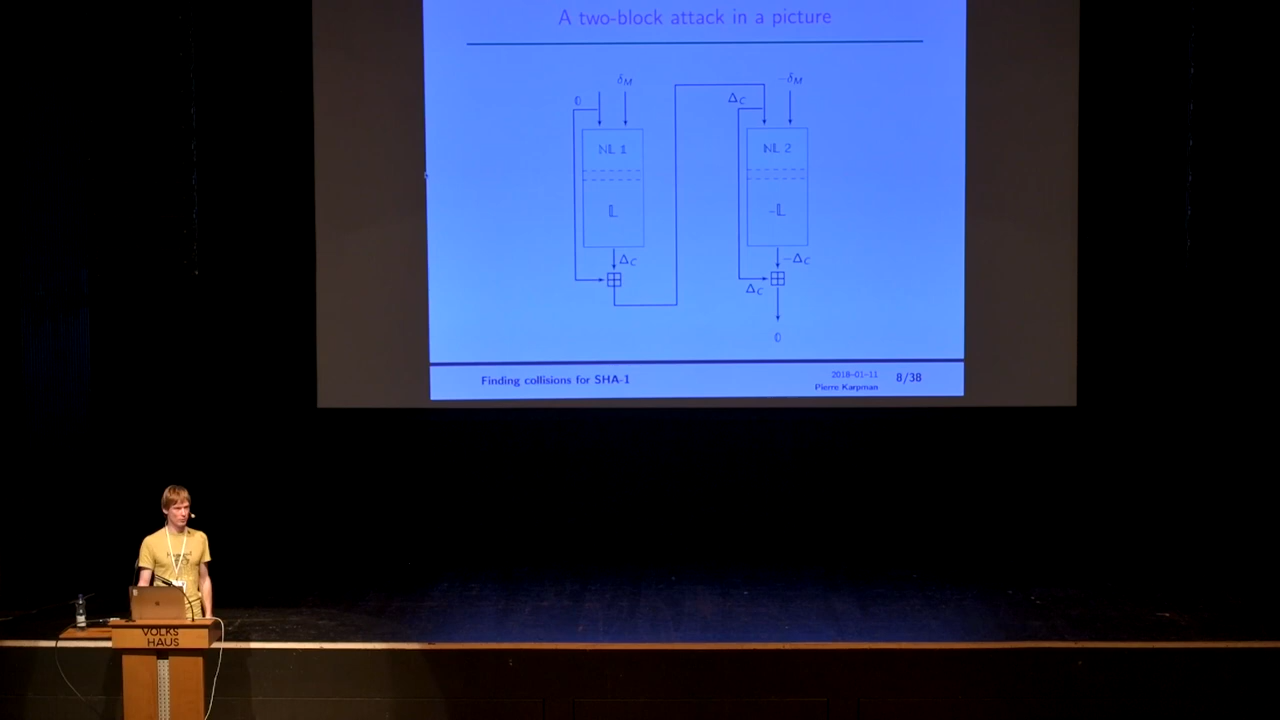 A two-block attack in a picture
δM
-δM
0
ΔC
NL 1
NL 2
L
-L
ΔC
-ΔC
ΔC
0
Finding collisions for SHA-1
2018-01-11
Pierre Karpman
8/38
VOLKS
HAUS